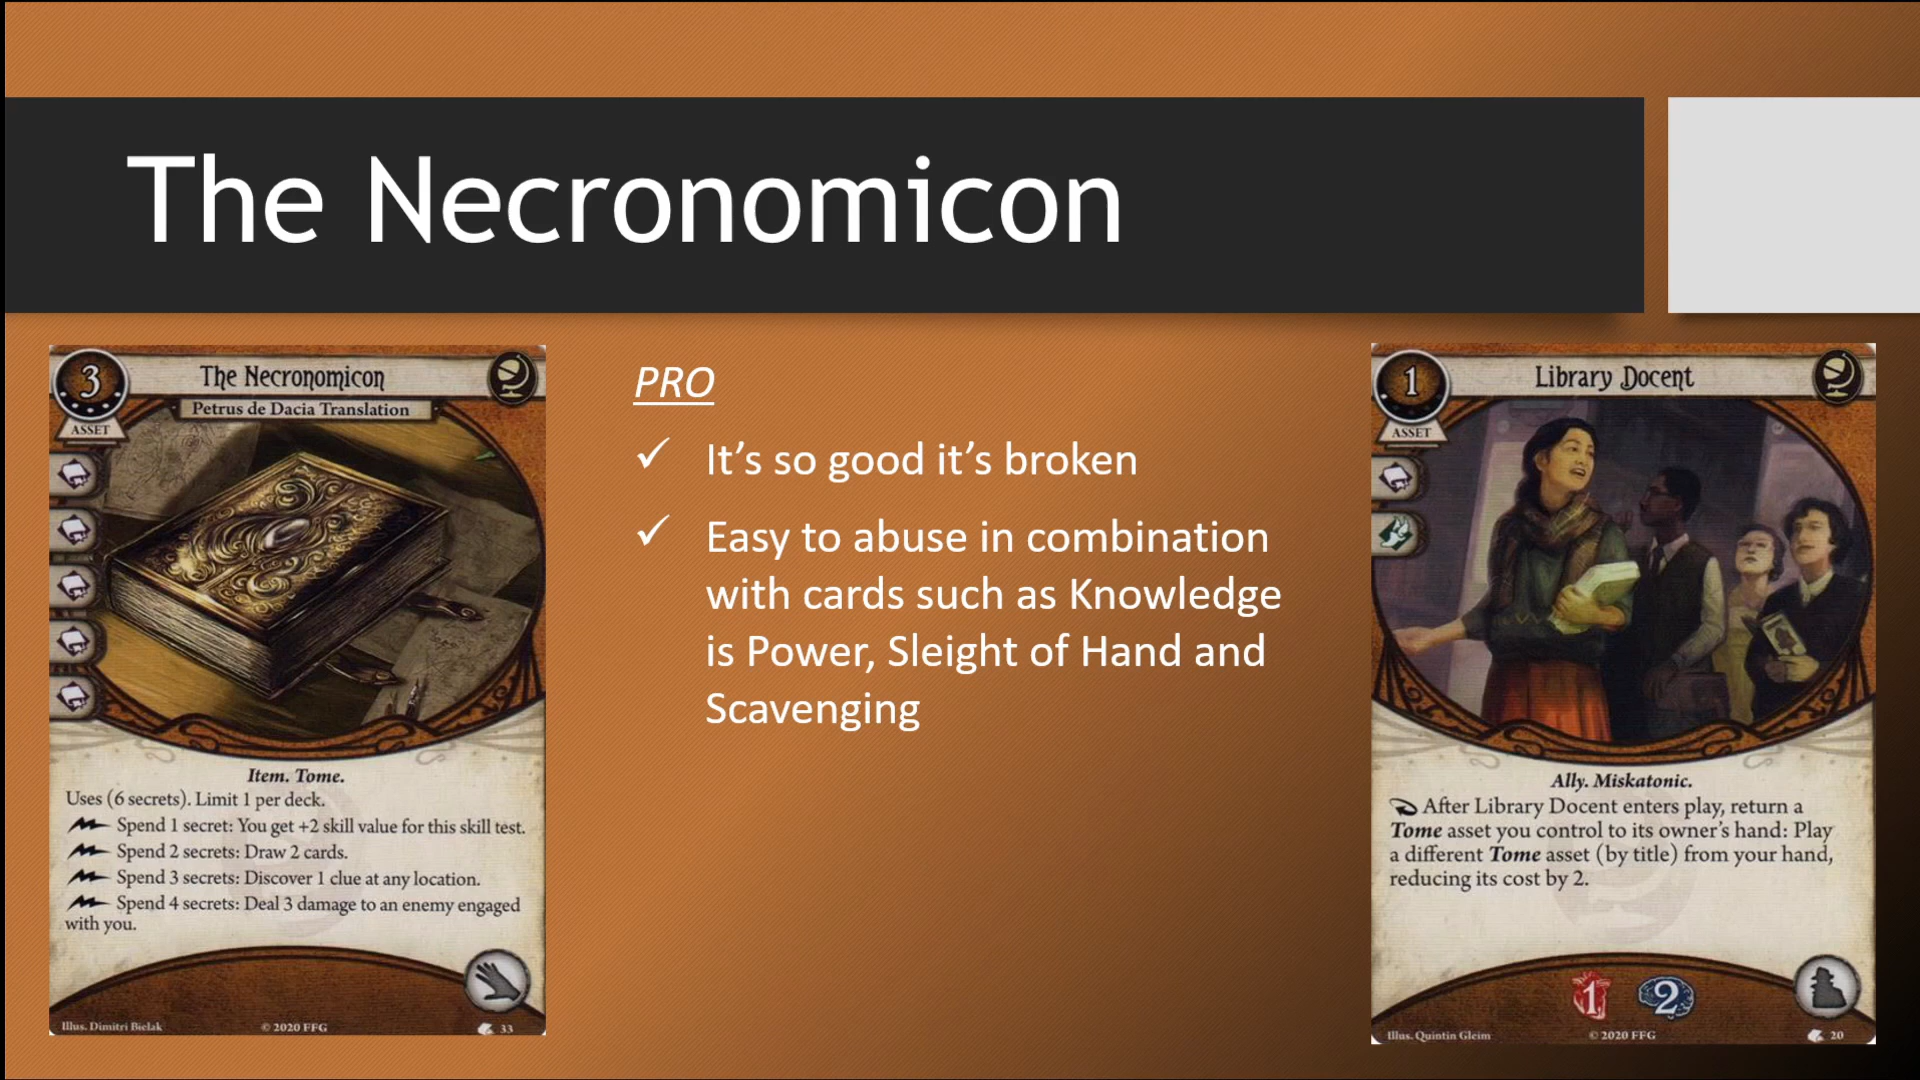 The Necronomicon
3
The Necronomicon
Petrus de Dacia Translation
ASSET
Item. Tome.
Uses (6 secrets). Limit 1 per deck.
Spend 1 secret: You get +2 skill value for this skill test.
Spend 2 secrets: Draw 2 cards.
Spend 3 secrets: Discover 1 clue at any location.
Spend 4 secrets: Deal 3 damage to an enemy engaged
with you.
Illus. Dimitri Bielak
© 2020 FFG
33
PRO
✓ It’s so good it’s broken
✓ Easy to abuse in combination
with cards such as Knowledge
is Power, Sleight of Hand and
Scavenging
1
Library Docent
ASSET
Ally. Miskatonic.
After Library Docent enters play, return a
Tome asset you control to its owner’s hand: Play
a different Tome asset (by title) from your hand,
reducing its cost by 2.
1 2
Illus. Quintin Gleim
© 2020 FFG
20